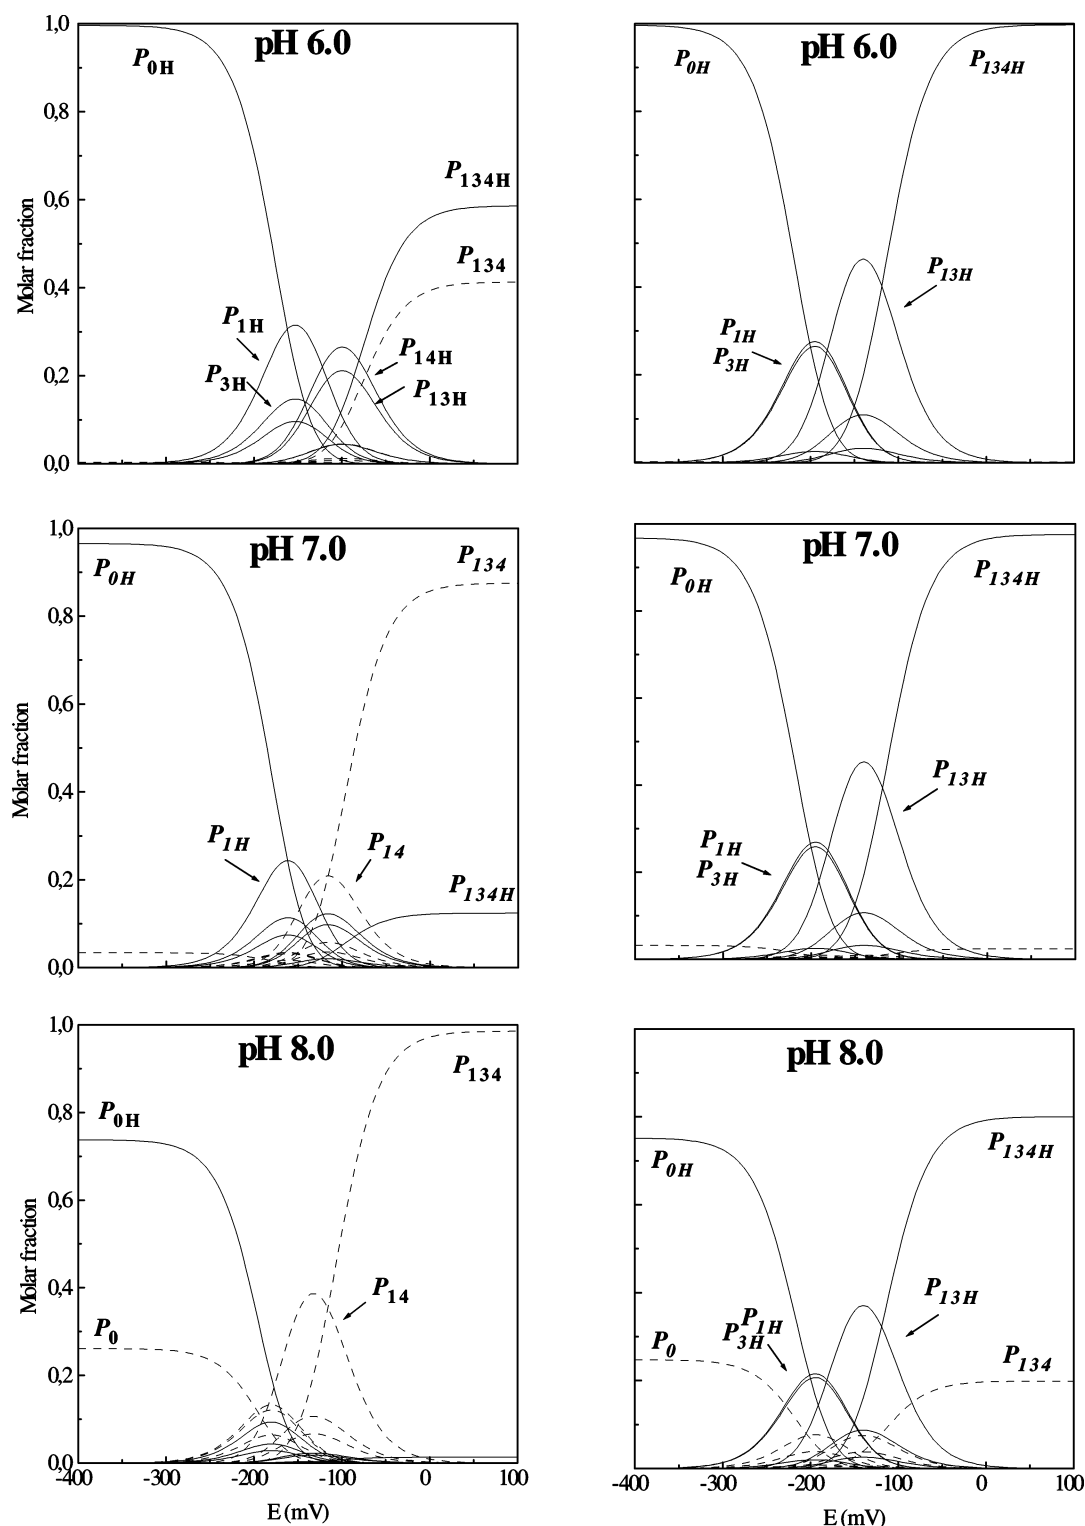 1,0
pH 6.0
P0H
0,8
P134H
0,6
P134
Molar fraction
0,4
P1H
P14H
P3H
P13H
0,2
0,0
pH 6.0
P0H
P134H
P13H
P1H
P3H
1,0
pH 7.0
P134
P0H
0,8
0,6
Molar fraction
0,4
P1H
P14
0,2
P134H
0,0
pH 7.0
P0H
P134H
P13H
P1H
P3H
1,0
pH 8.0
P134
P0H
0,8
0,6
Molar fraction
0,4
P14
P0
0,2
0,0
-400
-300
-200
-100
0
100
E (mV)
pH 8.0
P0H
P134H
P13H
P1H
P3H
P0
P134
-400
-300
-200
-100
0
100
E (mV)